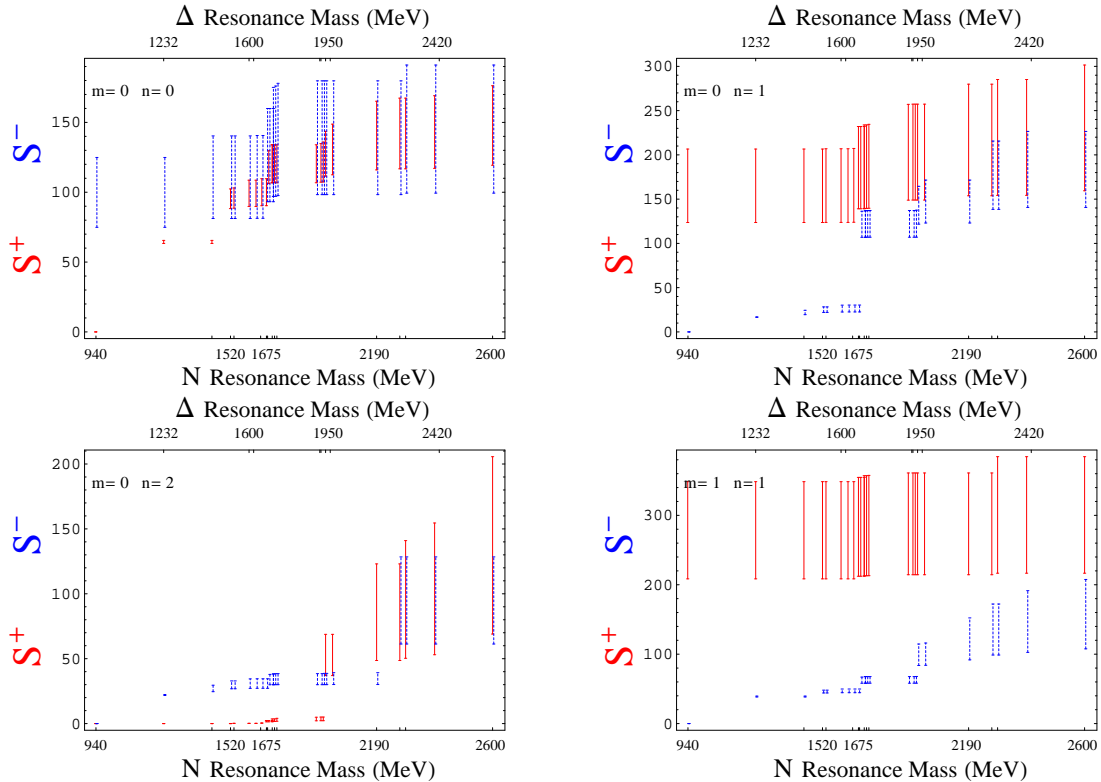 Δ Resonance Mass (MeV)
1232 1600 1950 2420
m= 0 n= 0
S⁺ S⁻
150
100
50
0
940 1520 1675 2190 2600
N Resonance Mass (MeV)
Δ Resonance Mass (MeV)
1232 1600 1950 2420
m= 0 n= 1
S⁺ S⁻
300
250
200
150
100
50
0
940 1520 1675 2190 2600
N Resonance Mass (MeV)
Δ Resonance Mass (MeV)
1232 1600 1950 2420
m= 0 n= 2
S⁺ S⁻
200
150
100
50
0
940 1520 1675 2190 2600
N Resonance Mass (MeV)
Δ Resonance Mass (MeV)
1232 1600 1950 2420
m= 1 n= 1
S⁺ S⁻
300
200
100
0
940 1520 1675 2190 2600
N Resonance Mass (MeV)